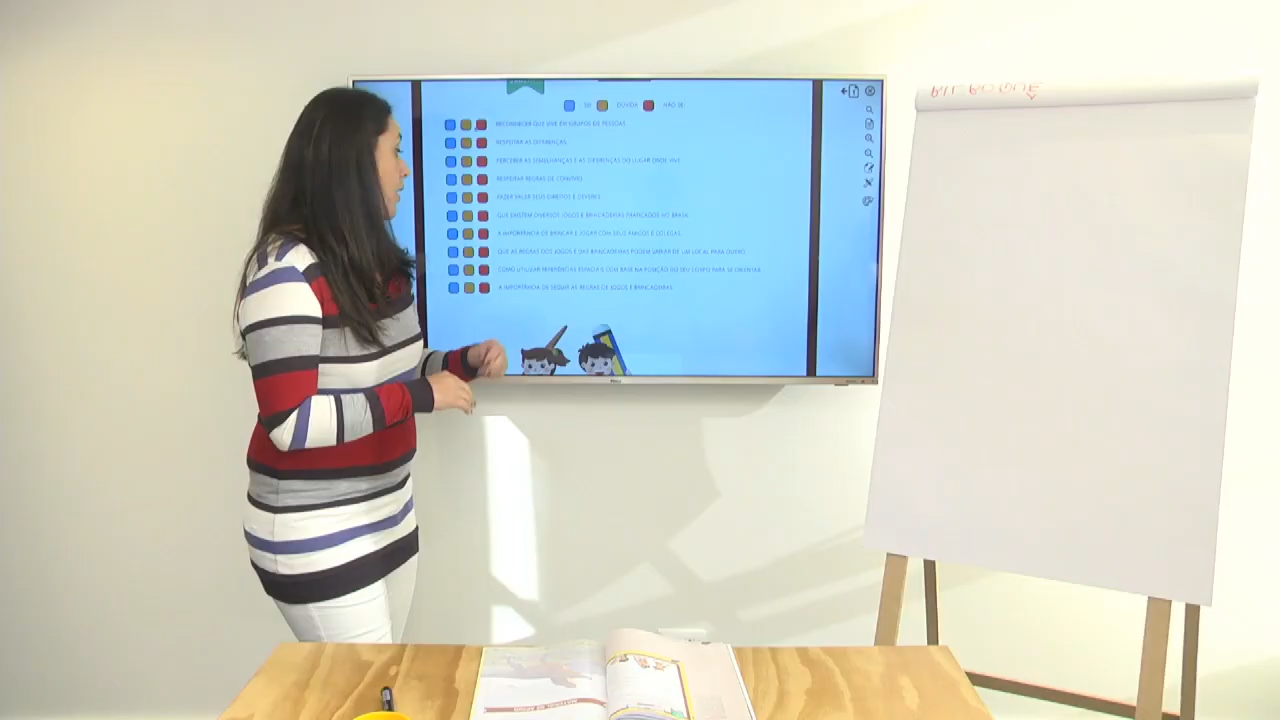 SEI DÚVIDA NÃO SEI
RECONHECER QUE VIVE EM GRUPOS DE PESSOAS.
RESPEITAR AS DIFERENÇAS.
PERCEBER AS SEMELHANÇAS E AS DIFERENÇAS DO LUGAR ONDE VIVE.
RESPEITAR REGRAS DE CONVÍVIO.
FAZER VALER SEUS DIREITOS E DEVERES.
QUE EXISTEM DIVERSOS JOGOS E BRINCADEIRAS PRATICADOS NO BRASIL.
A IMPORTÂNCIA DE BRINCAR E JOGAR COM SEUS AMIGOS E COLEGAS.
QUE AS REGRAS DOS JOGOS E DAS BRINCADEIRAS PODEM VARIAR DE UM LOCAL PARA OUTRO.
COMO UTILIZAR REFERÊNCIAS ESPACIAIS COM BASE NA POSIÇÃO DO SEU CORPO PARA SE ORIENTAR.
A IMPORTÂNCIA DE SEGUIR AS REGRAS DE JOGOS E BRINCADEIRAS.